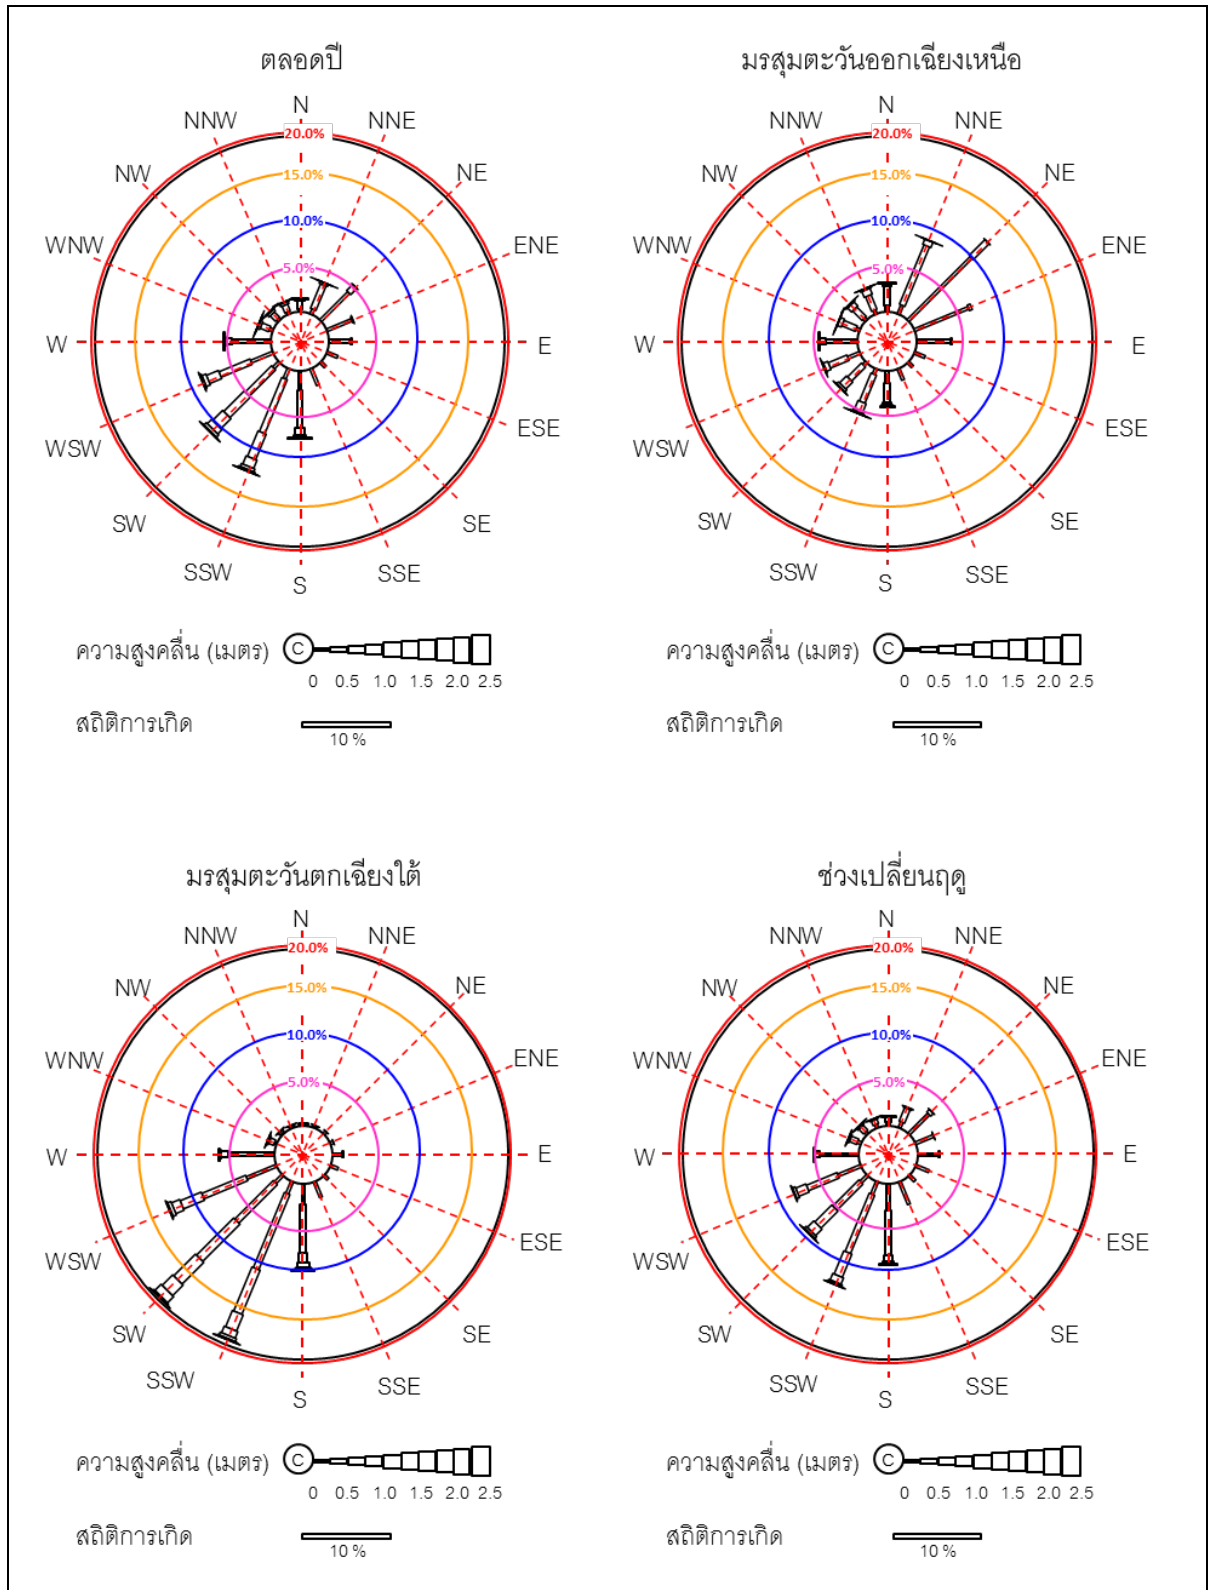 ตลอดปี
N
NNW
NNE
20.0%
NW
NE
15.0%
10.0%
WNW
ENE
5.0%
W
E
WSW
ESE
SW
SE
SSW
SSE
S
ความสูงคลื่น (เมตร) C
0 0.5 1.0 1.5 2.0 2.5
สถิติการเกิด
10 %
มรสุมตะวันออกเฉียงเหนือ
N
NNW
NNE
20.0%
NW
NE
15.0%
10.0%
WNW
ENE
5.0%
W
E
WSW
ESE
SW
SE
SSW
SSE
S
ความสูงคลื่น (เมตร) C
0 0.5 1.0 1.5 2.0 2.5
สถิติการเกิด
10 %
มรสุมตะวันตกเฉียงใต้
N
NNW
NNE
20.0%
NW
NE
15.0%
10.0%
WNW
ENE
5.0%
W
E
WSW
ESE
SW
SE
SSW
SSE
S
ความสูงคลื่น (เมตร) C
0 0.5 1.0 1.5 2.0 2.5
สถิติการเกิด
10 %
ช่วงเปลี่ยนฤดู
N
NNW
NNE
20.0%
NW
NE
15.0%
10.0%
WNW
ENE
5.0%
W
E
WSW
ESE
SW
SE
SSW
SSE
S
ความสูงคลื่น (เมตร) C
0 0.5 1.0 1.5 2.0 2.5
สถิติการเกิด
10 %